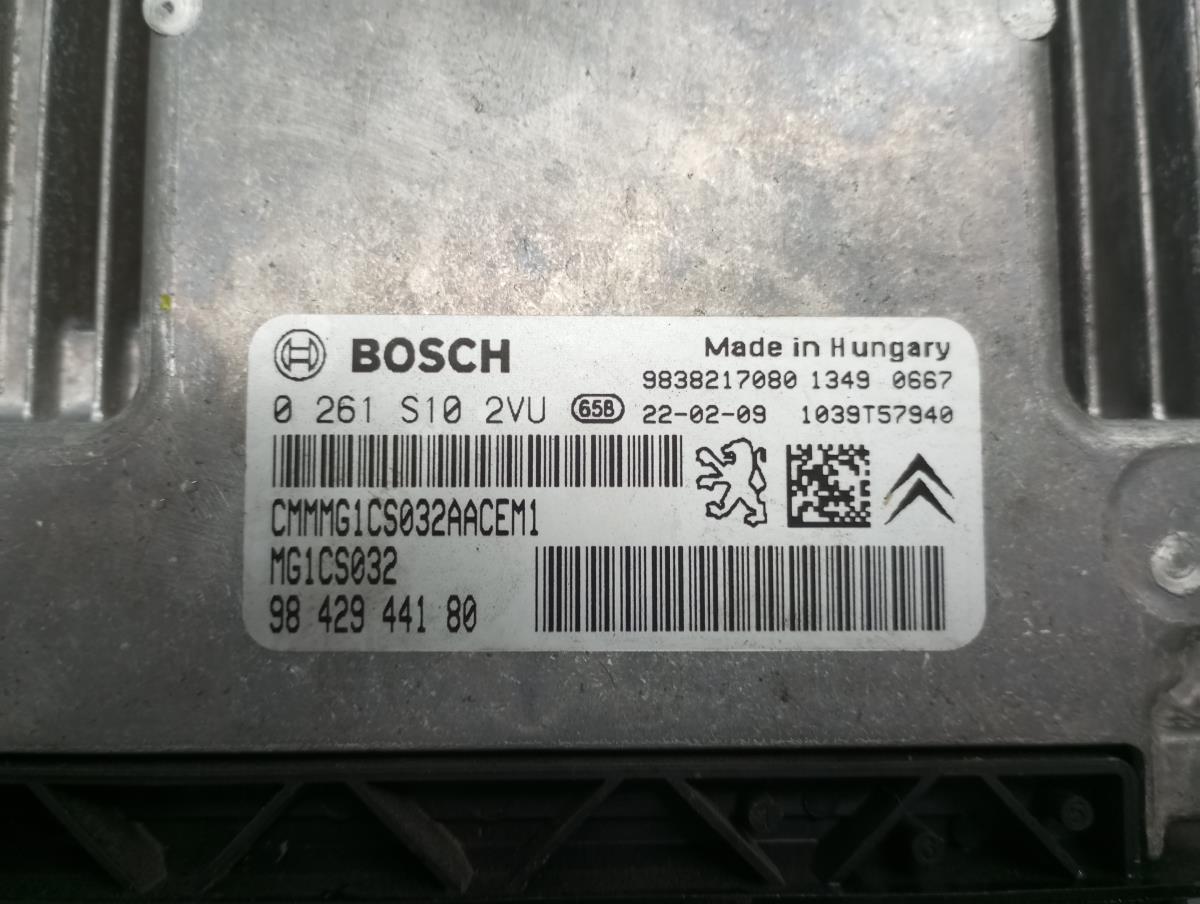 BOSCH
Made in Hungary
9838217080 1349 0667
0 261 S10 2VU 65B 22-02-09 1039T57940
CMMMG1CS032AACEM1
MG1CS032
98 429 441 80